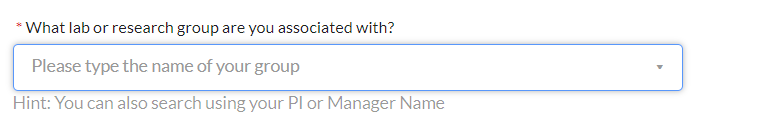 * What lab or research group are you associated with?
Please type the name of your group
Hint: You can also search using your PI or Manager Name